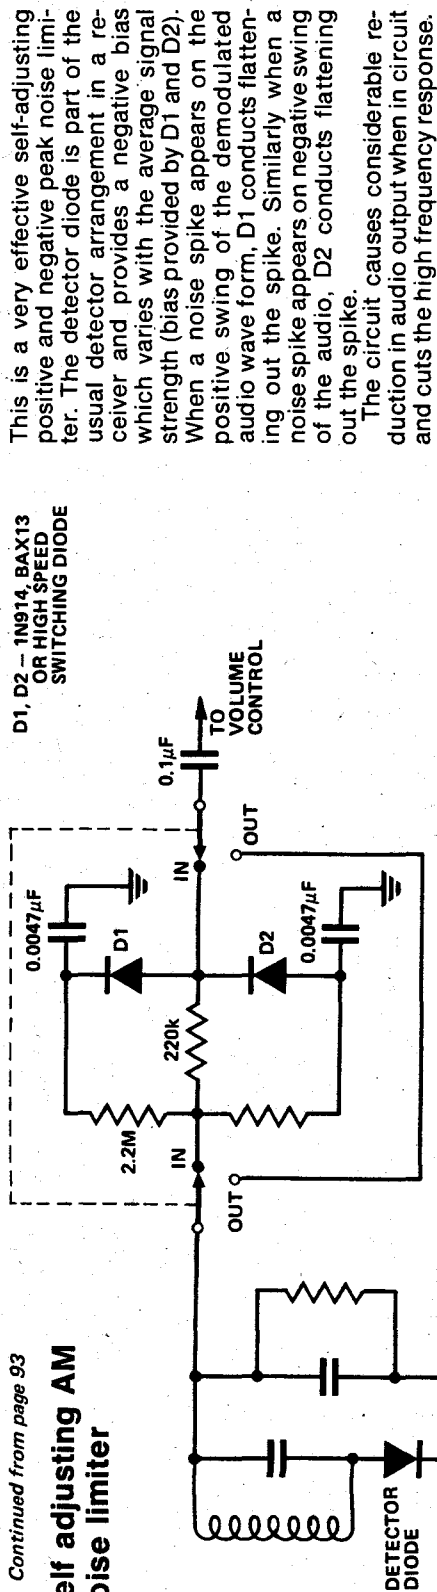 Continued from page 93
elf adjusting AM
oise limiter
DETECTOR
DIODE
OUT
IN
2.2M
220k
0.0047µF
D1
D2
0.0047µF
IN
OUT
0.1µF
TO
VOLUME
CONTROL
D1, D2 – 1N914, BAX13
OR HIGH SPEED
SWITCHING DIODE
This is a very effective self-adjusting
positive and negative peak noise limi-
ter. The detector diode is part of the
usual detector arrangement in a re-
ceiver and provides a negative bias
which varies with the average signal
strength (bias provided by D1 and D2).
When a noise spike appears on the
positive swing of the demodulated
audio wave form, D1 conducts flatten-
ing out the spike. Similarly when a
noise spike appears on negative swing
of the audio, D2 conducts flattening
out the spike.
The circuit causes considerable re-
duction in audio output when in circuit
and cuts the high frequency response.